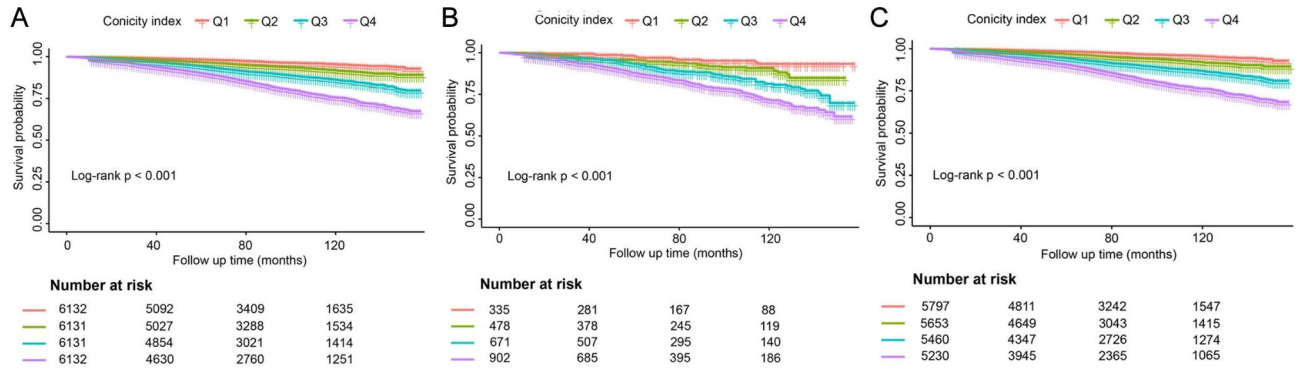 A
Conicity index Q1 Q2 Q3 Q4
Survival probability
1.00
0.75
0.50
0.25
0.00
Log-rank p < 0.001
0 40 80 120
Follow up time (months)
Number at risk
6132 5092 3409 1635
6131 5027 3288 1534
6131 4854 3021 1414
6132 4630 2760 1251
B
Conicity index Q1 Q2 Q3 Q4
Survival probability
1.00
0.75
0.50
0.25
0.00
Log-rank p < 0.001
0 40 80 120
Follow up time (months)
Number at risk
335 281 167 88
478 378 245 119
671 507 295 140
902 685 395 186
C
Conicity index Q1 Q2 Q3 Q4
Survival probability
1.00
0.75
0.50
0.25
0.00
Log-rank p < 0.001
0 40 80 120
Follow up time (months)
Number at risk
5797 4811 3242 1547
5653 4649 3043 1415
5460 4347 2726 1274
5230 3945 2365 1065